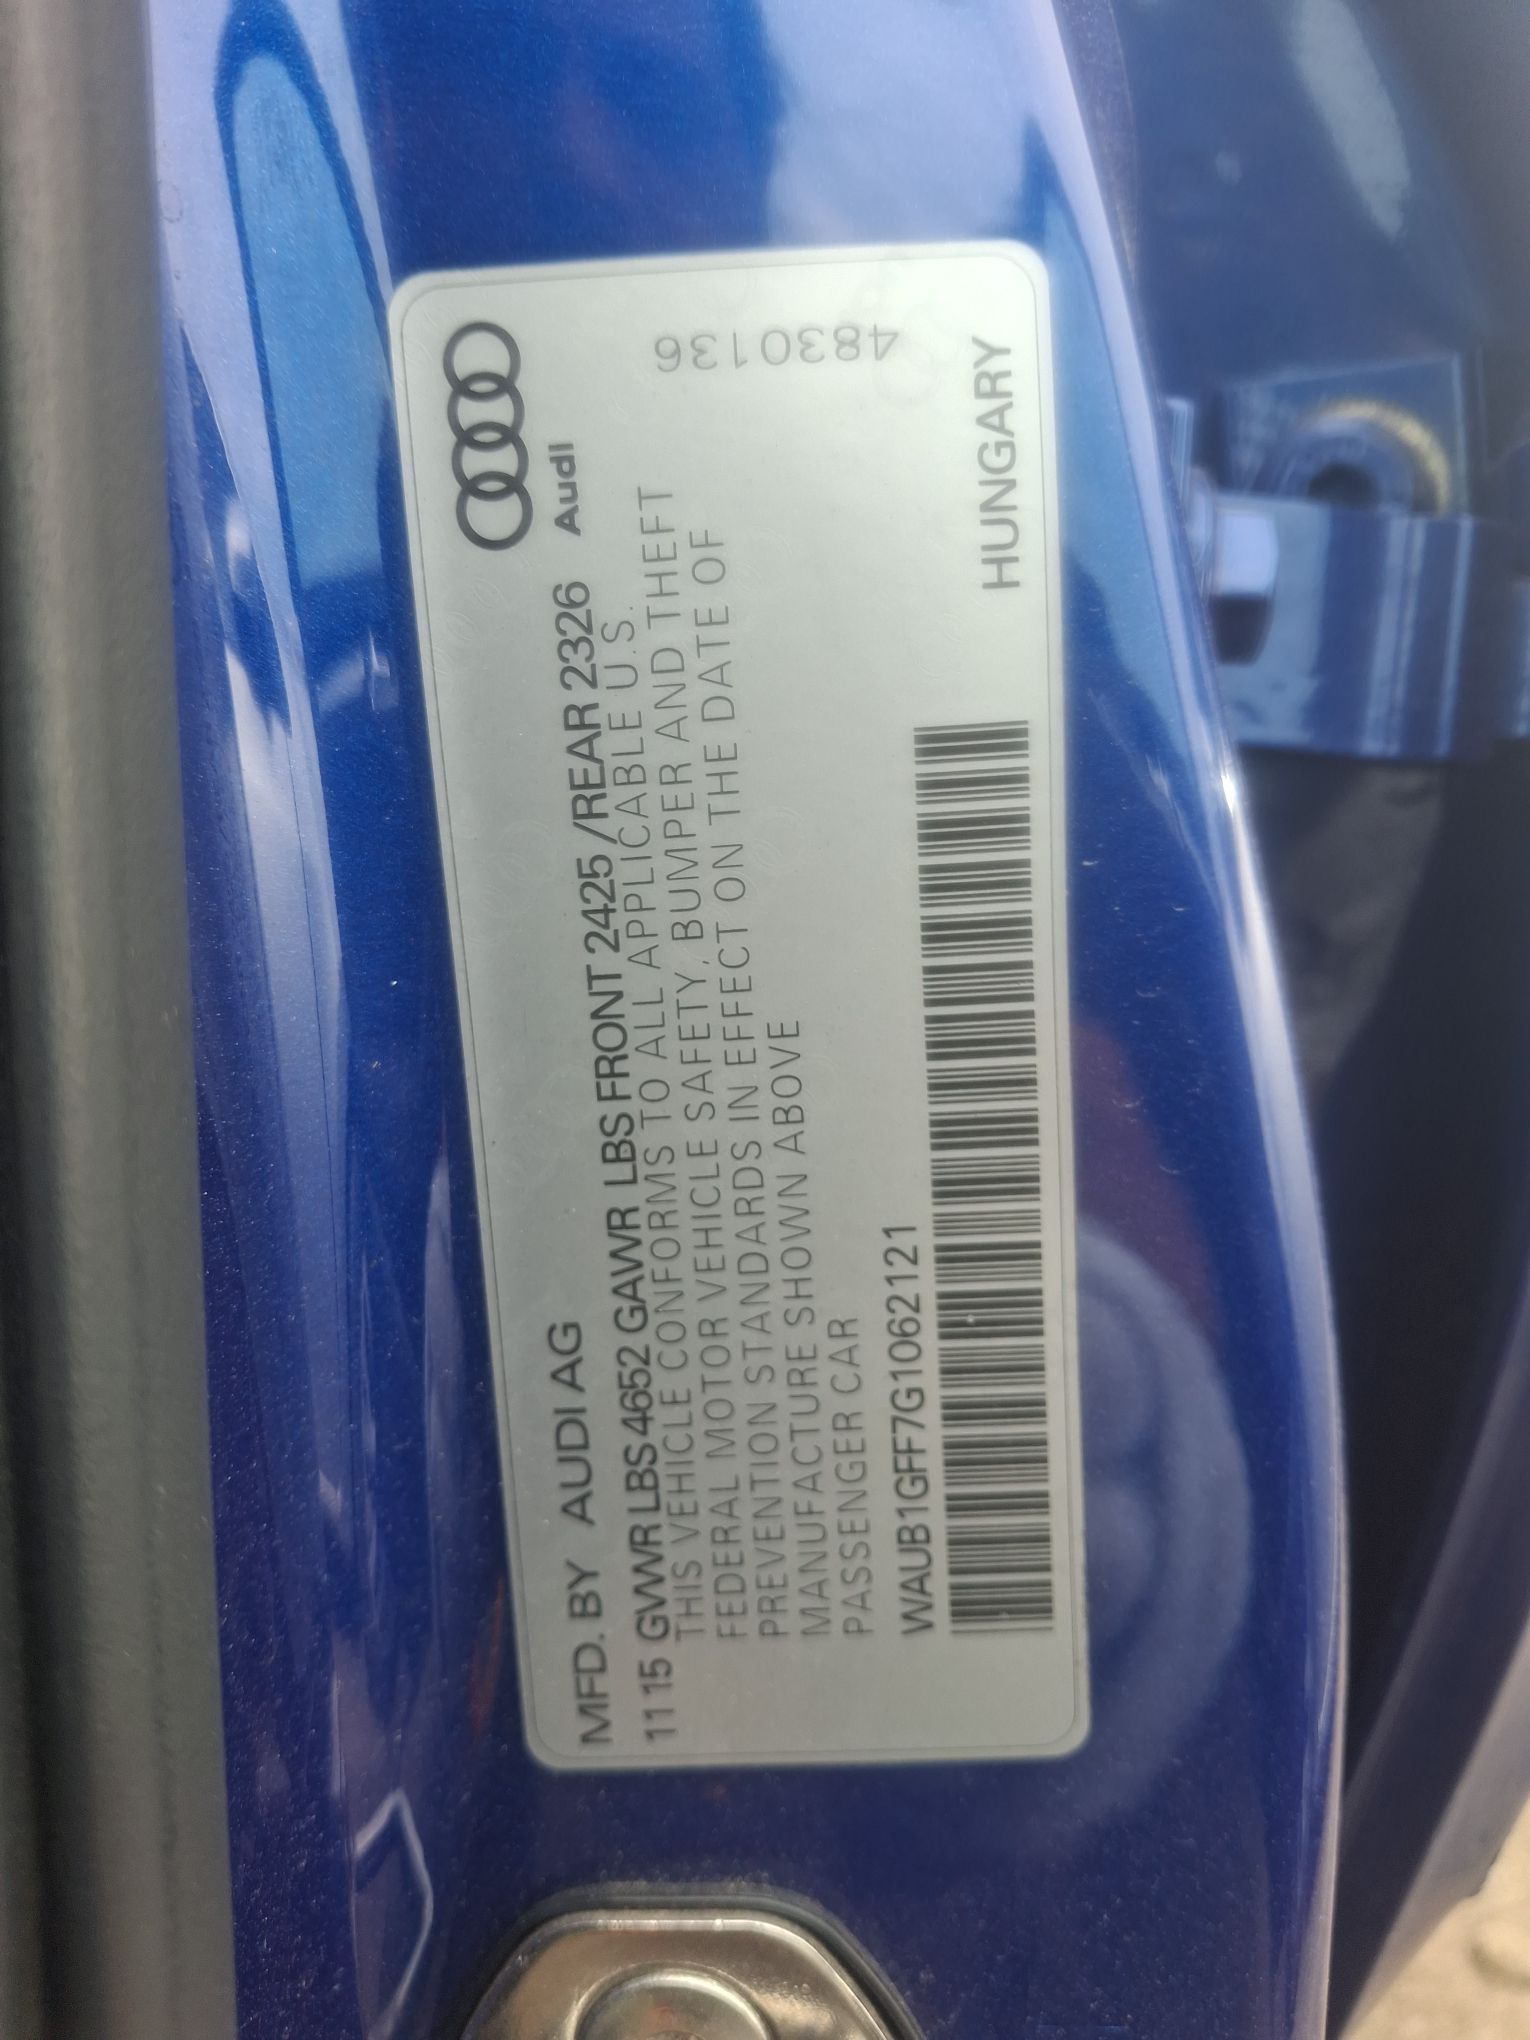 Audi
MFD. BY AUDI AG
11 15 GVWR LBS 4652 GAWR LBS FRONT 2425 /REAR 2326
THIS VEHICLE CONFORMS TO ALL APPLICABLE U.S.
FEDERAL MOTOR VEHICLE SAFETY, BUMPER AND THEFT
PREVENTION STANDARDS IN EFFECT ON THE DATE OF
MANUFACTURE SHOWN ABOVE
PASSENGER CAR
4830136
WAUB1GFF7G1062121
HUNGARY